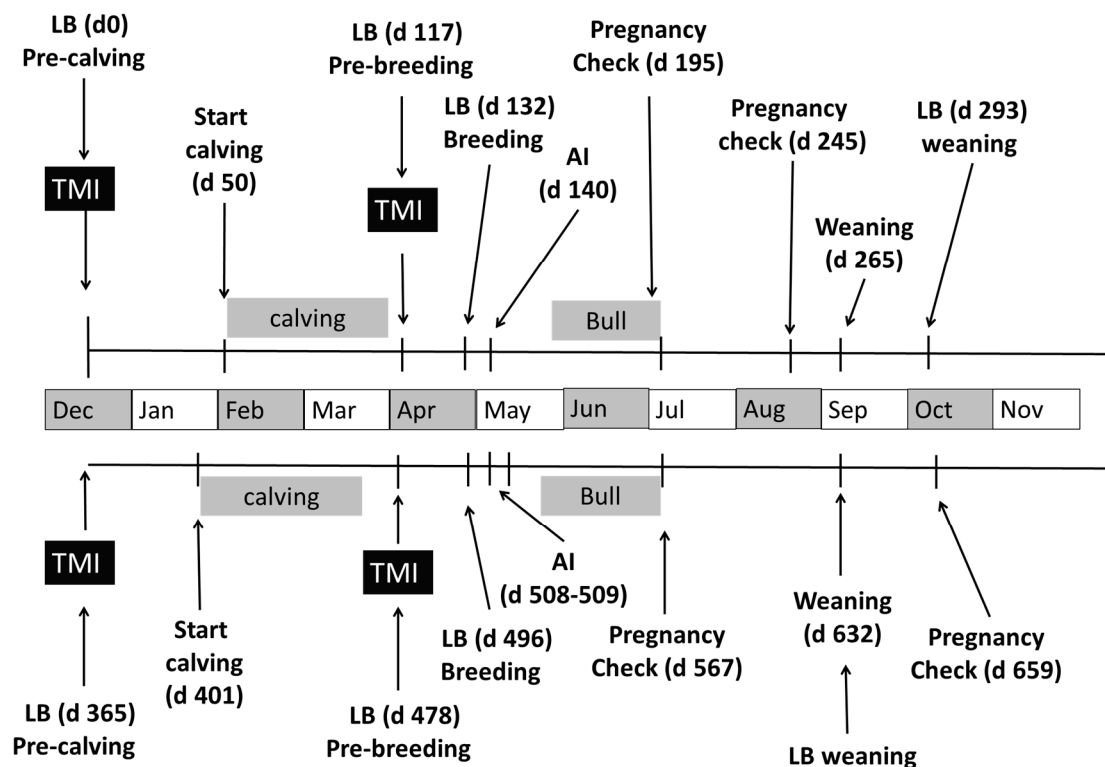 LB (d0)
Pre-calving
LB (d 117)
Pre-breeding
Pregnancy
Check (d 195)
Start
calving
(d 50)
LB (d 132)
Breeding
AI
(d 140)
Pregnancy
check (d 245)
LB (d 293)
weaning
Weaning
(d 265)
TMI
TMI
calving
Bull
Dec Jan Feb Mar Apr May Jun Jul Aug Sep Oct Nov
calving
Bull
TMI
TMI
AI
(d 508-509)
Start
calving
(d 401)
LB (d 496)
Breeding
Pregnancy
Check (d 567)
Weaning
(d 632)
Pregnancy
Check (d 659)
LB (d 365)
Pre-calving
LB (d 478)
Pre-breeding
LB weaning